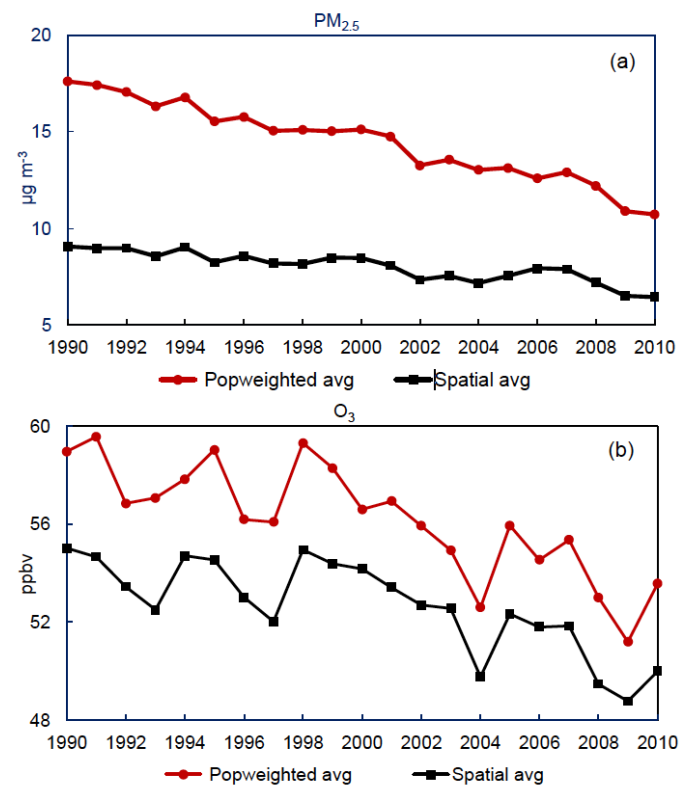 PM2.5
20
(a)
15
µg m-3
10
5
1990 1992 1994 1996 1998 2000 2002 2004 2006 2008 2010
Popweighted avg Spatial avg
O3
60
(b)
56
ppbv
52
48
1990 1992 1994 1996 1998 2000 2002 2004 2006 2008 2010
Popweighted avg Spatial avg